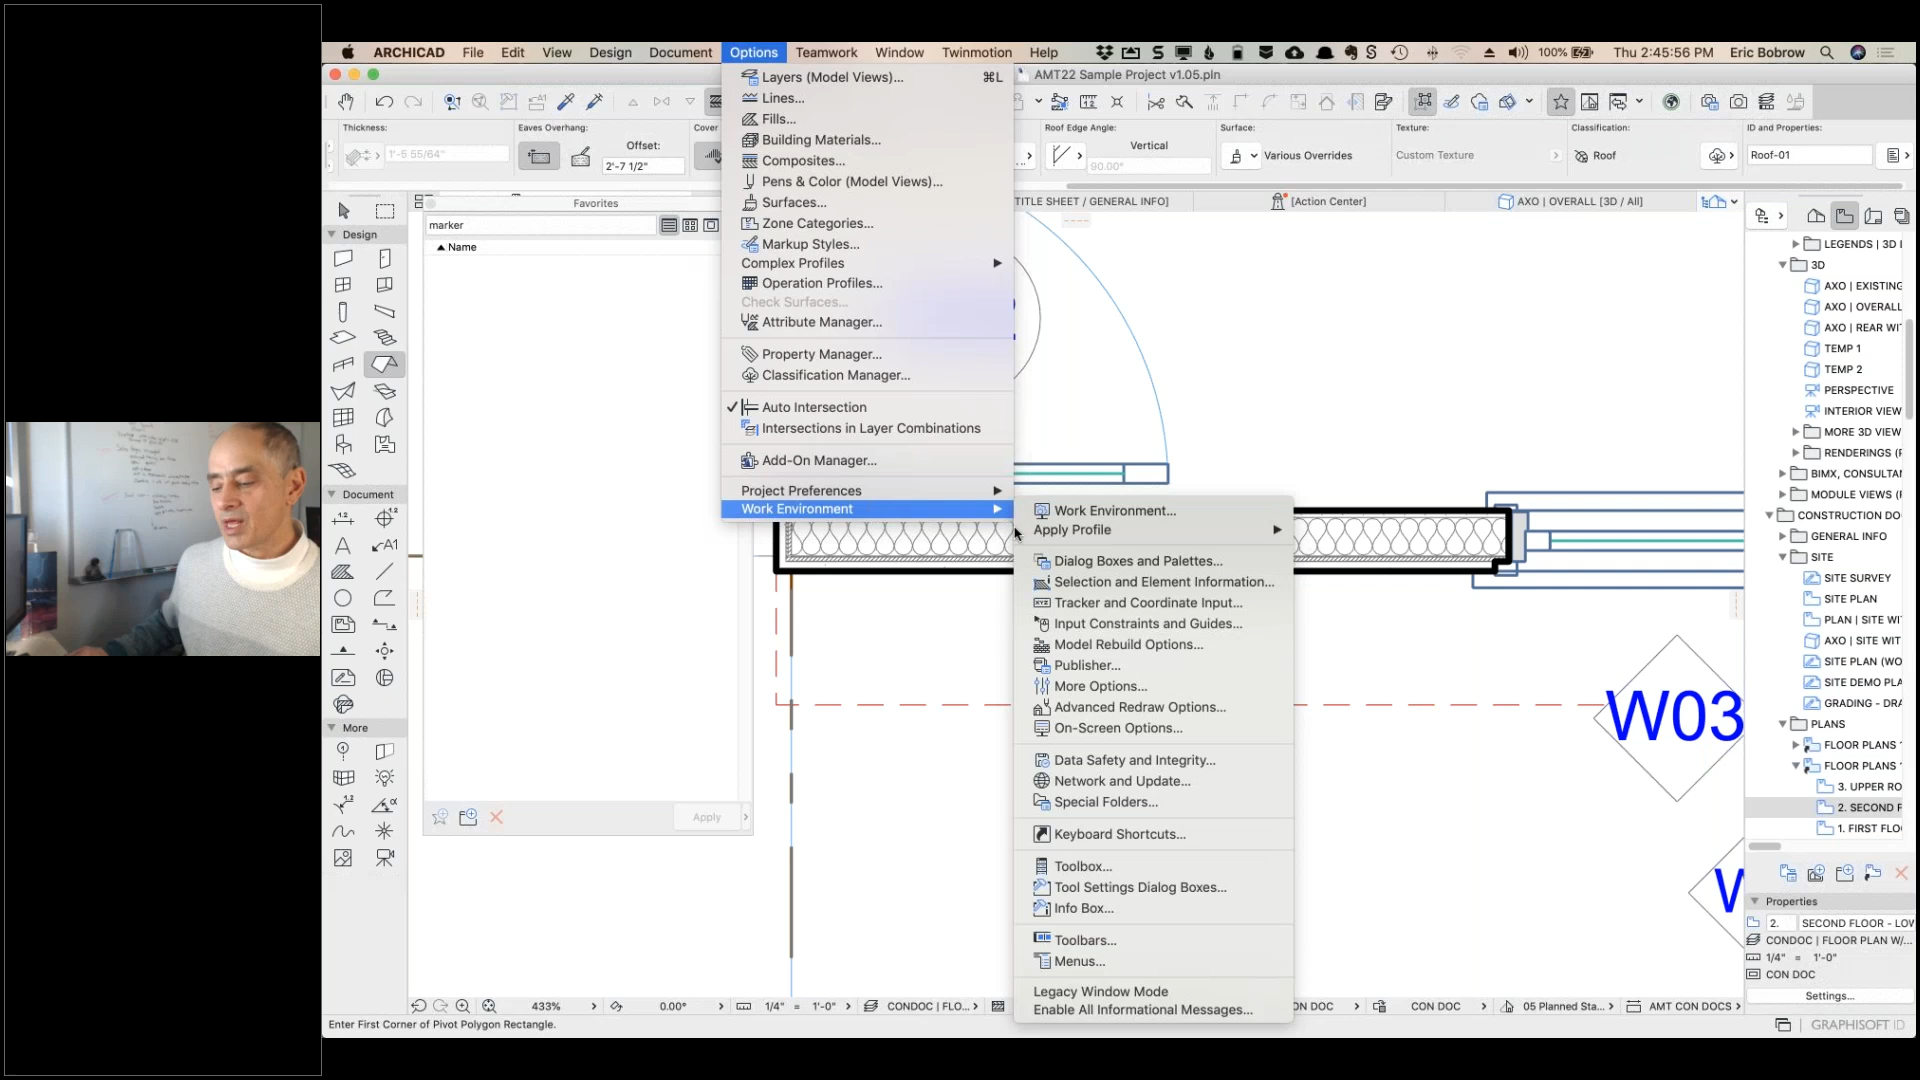 ARCHICAD File Edit View Design Document Options Teamwork Window Twinmotion Help 100% Thu 2:45:56 PM Eric Bobrow
AMT22 Sample Project v1.05.pln
Thickness: Eaves Overhang: Cover Roof Edge Angle: Surface: Texture: Classification: ID and Properties:
1'-5 55/64" Offset: 2'-7 1/2" Vertical 90.00° Various Overrides Custom Texture Roof Roof-01
Favorites
TITLE SHEET / GENERAL INFO] [Action Center] AXO | OVERALL [3D / All]
marker
Name
Apply
Design
Document
More
Layers (Model Views)... ⌘L
Lines...
Fills...
Building Materials...
Composites...
Pens & Color (Model Views)...
Surfaces...
Zone Categories...
Markup Styles...
Complex Profiles
Operation Profiles...
Check Surfaces...
Attribute Manager...
Property Manager...
Classification Manager...
Auto Intersection
Intersections in Layer Combinations
Add-On Manager...
Project Preferences
Work Environment
Work Environment...
Apply Profile
Dialog Boxes and Palettes...
Selection and Element Information...
Tracker and Coordinate Input...
Input Constraints and Guides...
Model Rebuild Options...
Publisher...
More Options...
Advanced Redraw Options...
On-Screen Options...
Data Safety and Integrity...
Network and Update...
Special Folders...
Keyboard Shortcuts...
Toolbox...
Tool Settings Dialog Boxes...
Info Box...
Toolbars...
Menus...
Legacy Window Mode
Enable All Informational Messages...
W03
W
LEGENDS | 3D
3D
AXO | EXISTING
AXO | OVERALL
AXO | REAR WI
TEMP 1
TEMP 2
PERSPECTIVE
INTERIOR VIEW
MORE 3D VIEW
RENDERINGS (
BIMX, CONSULTAN
MODULE VIEWS (
CONSTRUCTION DO
GENERAL INFO
SITE
SITE SURVEY
SITE PLAN
PLAN | SITE WI
AXO | SITE WIT
SITE PLAN (WO
SITE DEMO PLA
GRADING - DRA
PLANS
FLOOR PLANS
FLOOR PLANS
3. UPPER RO
2. SECOND F
1. FIRST FLO
Properties
2. SECOND FLOOR - LOW
CONDOC | FLOOR PLAN W/...
1/4" = 1'-0"
CON DOC
Settings...
433% 0.00° 1/4" = 1'-0" CONDOC | FLO... ON DOC CON DOC 05 Planned Sta... AMT CON DOCS
Enter First Corner of Pivot Polygon Rectangle.
GRAPHISOFT ID